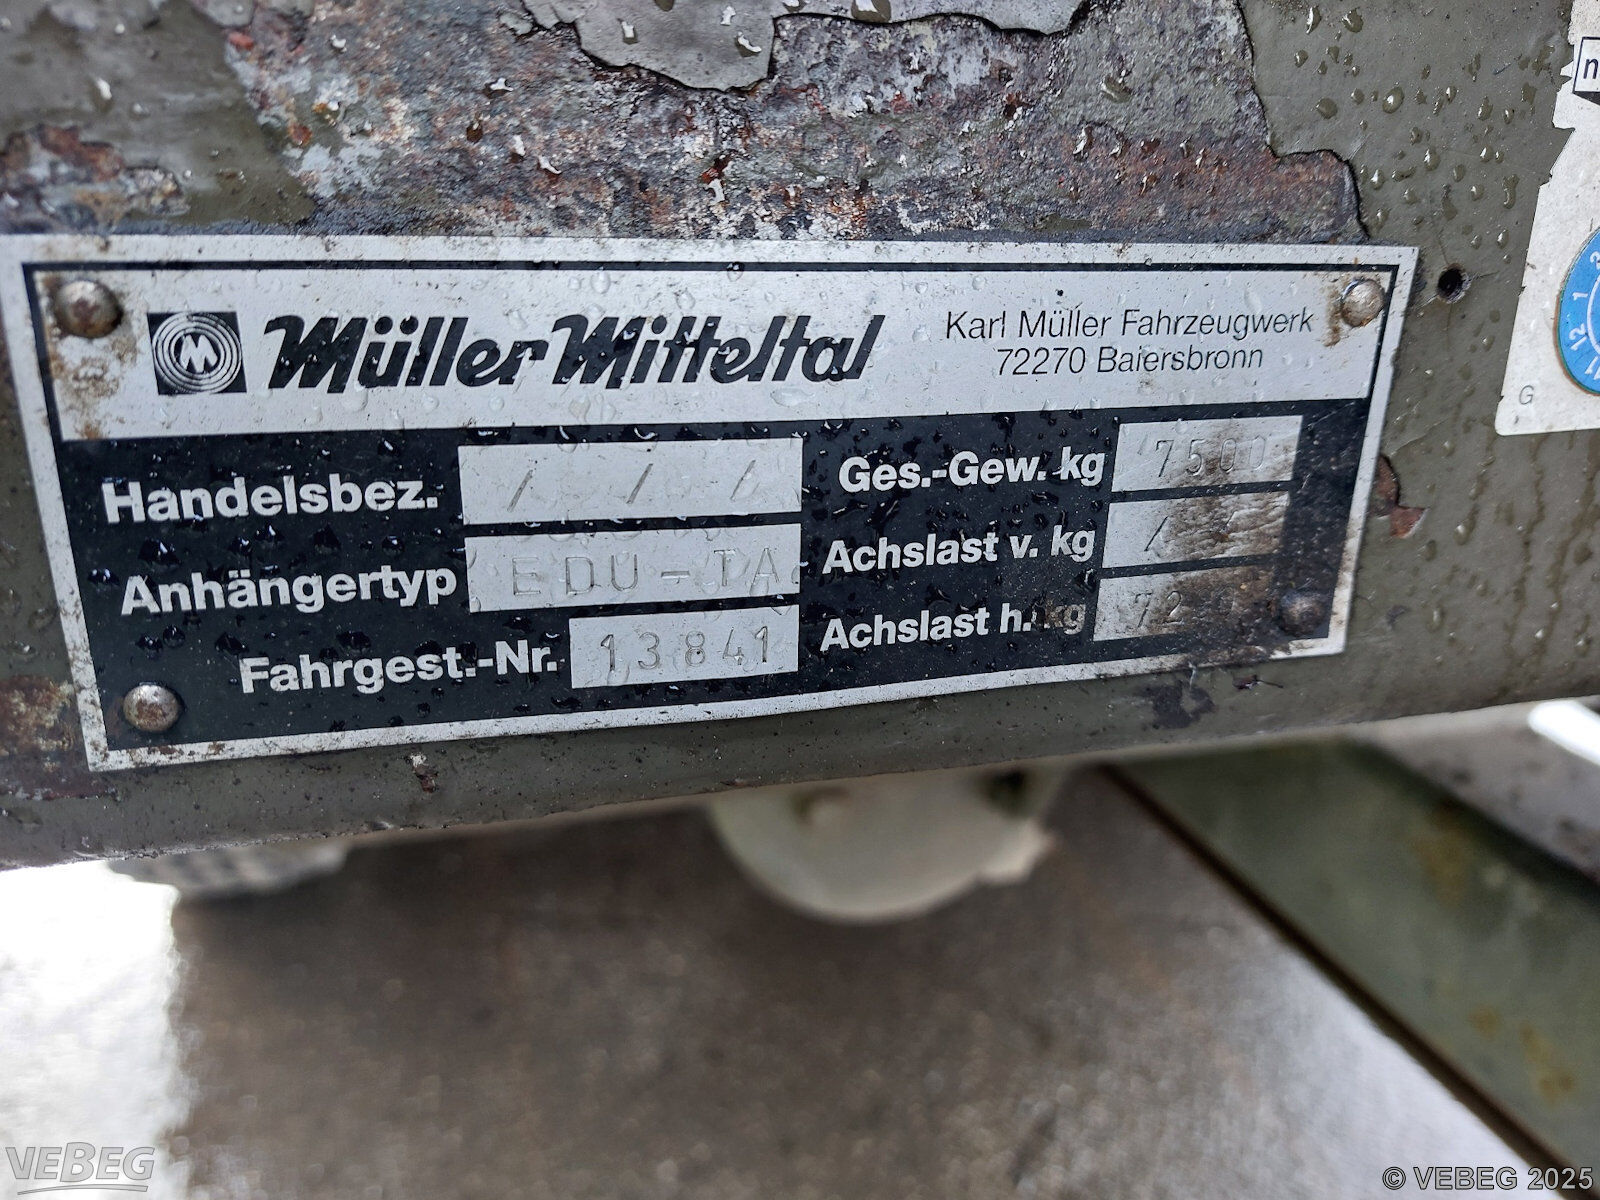 Müller Mitteltal
Karl Müller Fahrzeugwerk
72270 Baiersbronn
Handelsbez. / / /
Anhängertyp EDU-TA
Fahrgest.-Nr. 13841
Ges.-Gew. kg 7500
Achslast v. kg / /
Achslast h. kg 72
G
VEBEG
© VEBEG 2025